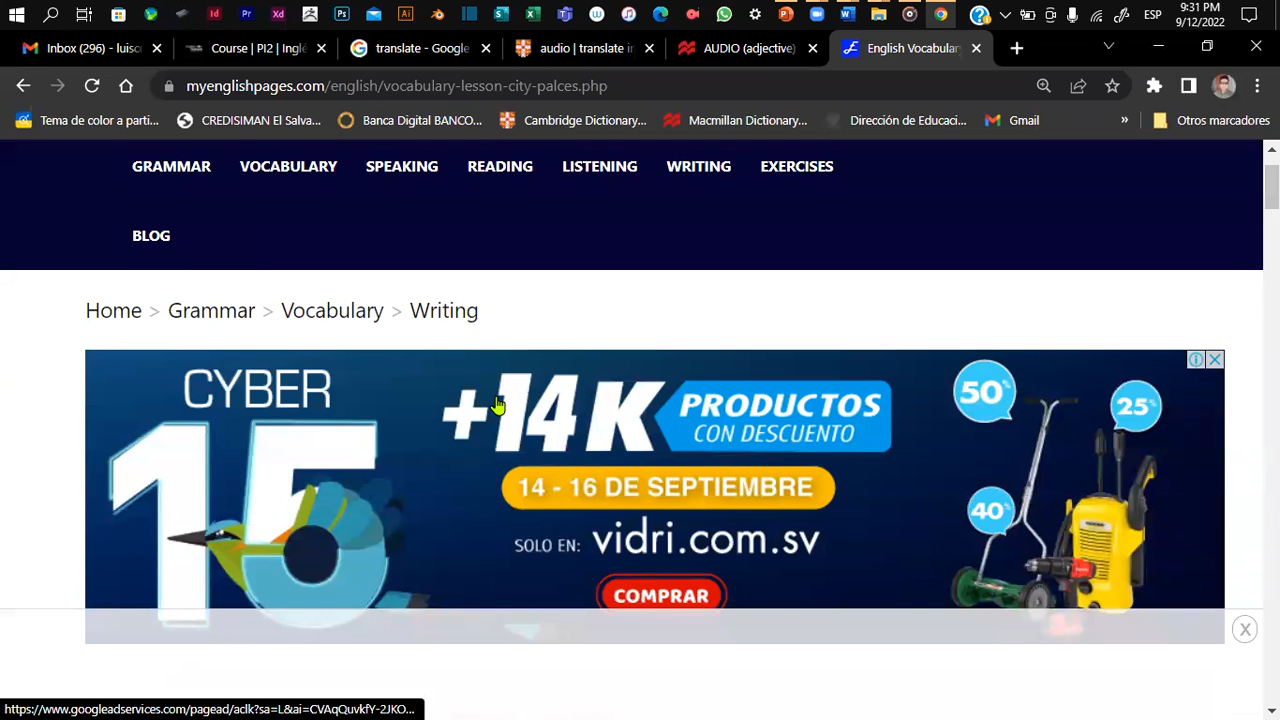 9:31 PM
ESP
9/12/2022
Inbox (296) - luisc
Course | PI2 | Inglé
translate - Google
audio | translate in
AUDIO (adjective)
English Vocabular
myenglishpages.com/english/vocabulary-lesson-city-palces.php
Tema de color a parti...
CREDISIMAN El Salva...
Banca Digital BANCO...
Cambridge Dictionary...
Macmillan Dictionary...
Dirección de Educaci...
Gmail
»
Otros marcadores
GRAMMAR VOCABULARY SPEAKING READING LISTENING WRITING EXERCISES
BLOG
Home > Grammar > Vocabulary > Writing
CYBER
15
+14K
PRODUCTOS
CON DESCUENTO
14 - 16 DE SEPTIEMBRE
SOLO EN: vidri.com.sv
COMPRAR
50%
25%
40%
X
https://www.googleadservices.com/pagead/aclk?sa=L&ai=CVAqQuvkfY-2JKO...